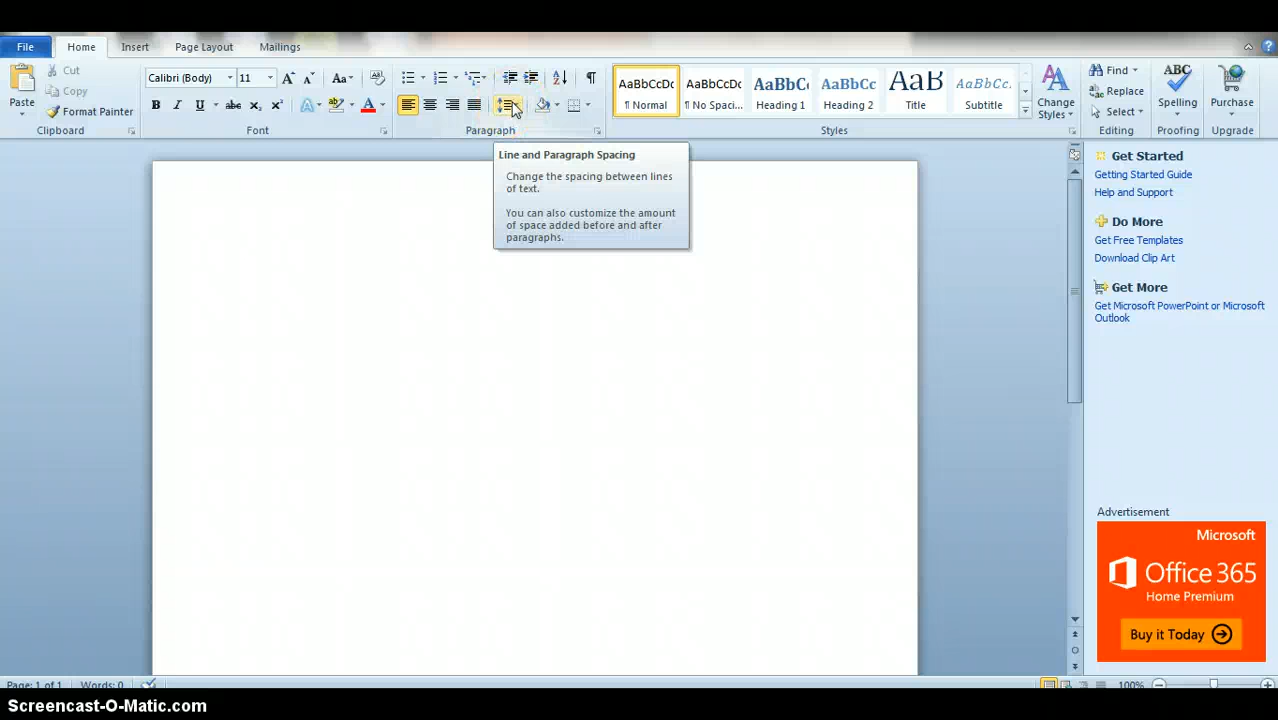 File Home Insert Page Layout Mailings
Cut
Copy
Paste
Format Painter
Clipboard
Calibri (Body) 11 Aa
B I U abc X₂ X² A A
Font
Paragraph
AaBbCcDc AaBbCcDc AaBbC( AaBbCc AaB AaBbCc.
¶ Normal ¶ No Spaci... Heading 1 Heading 2 Title Subtitle
Change
Styles
Styles
Find
Replace
Select
Editing
ABC
Spelling
Proofing
Purchase
Upgrade
Line and Paragraph Spacing
Change the spacing between lines
of text.
You can also customize the amount
of space added before and after
paragraphs.
Get Started
Getting Started Guide
Help and Support
Do More
Get Free Templates
Download Clip Art
Get More
Get Microsoft PowerPoint or Microsoft
Outlook
Advertisement
Microsoft
Office 365
Home Premium
Buy it Today
Page: 1 of 1 Words: 0 100%
Screencast-O-Matic.com